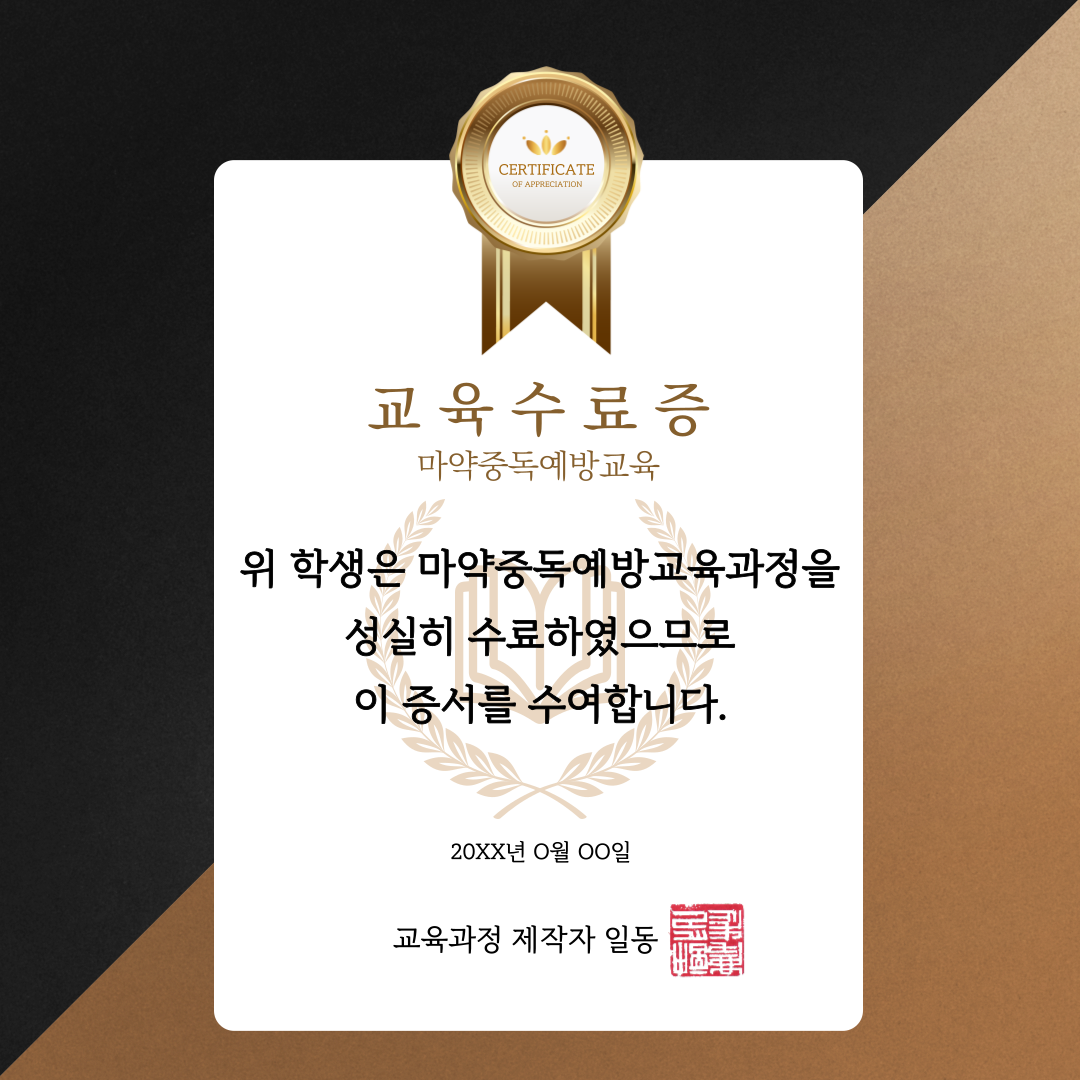 CERTIFICATE
OF APPRECIATION
교육수료증
마약중독예방교육
위 학생은 마약중독예방교육과정을
성실히 수료하였으므로
이 증서를 수여합니다.
20XX년 O월 OO일
교육과정 제작자 일동